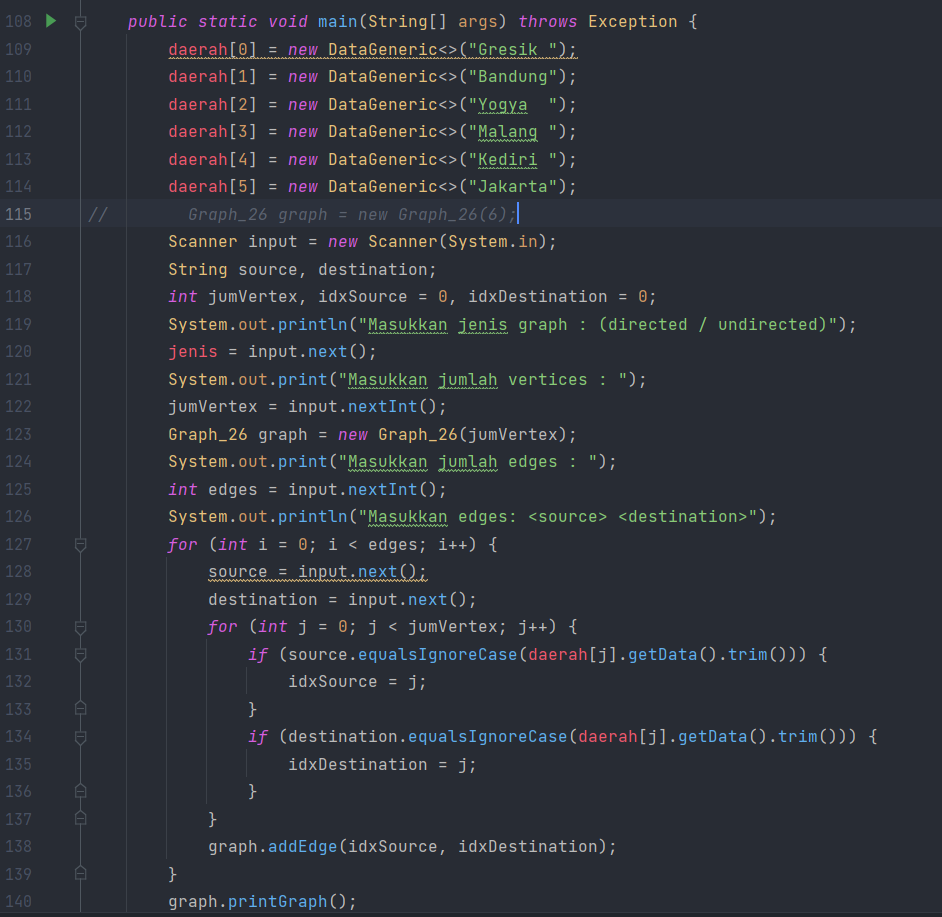 108 public static void main(String[] args) throws Exception {
109 daerah[0] = new DataGeneric<>("Gresik ");
110 daerah[1] = new DataGeneric<>("Bandung");
111 daerah[2] = new DataGeneric<>("Yogya  ");
112 daerah[3] = new DataGeneric<>("Malang ");
113 daerah[4] = new DataGeneric<>("Kediri ");
114 daerah[5] = new DataGeneric<>("Jakarta");
115 //        Graph_26 graph = new Graph_26(6);
116 Scanner input = new Scanner(System.in);
117 String source, destination;
118 int jumVertex, idxSource = 0, idxDestination = 0;
119 System.out.println("Masukkan jenis graph : (directed / undirected)");
120 jenis = input.next();
121 System.out.print("Masukkan jumlah vertices : ");
122 jumVertex = input.nextInt();
123 Graph_26 graph = new Graph_26(jumVertex);
124 System.out.print("Masukkan jumlah edges : ");
125 int edges = input.nextInt();
126 System.out.println("Masukkan edges: <source> <destination>");
127 for (int i = 0; i < edges; i++) {
128 source = input.next();
129 destination = input.next();
130 for (int j = 0; j < jumVertex; j++) {
131 if (source.equalsIgnoreCase(daerah[j].getData().trim())) {
132 idxSource = j;
133 }
134 if (destination.equalsIgnoreCase(daerah[j].getData().trim())) {
135 idxDestination = j;
136 }
137 }
138 graph.addEdge(idxSource, idxDestination);
139 }
140 graph.printGraph();